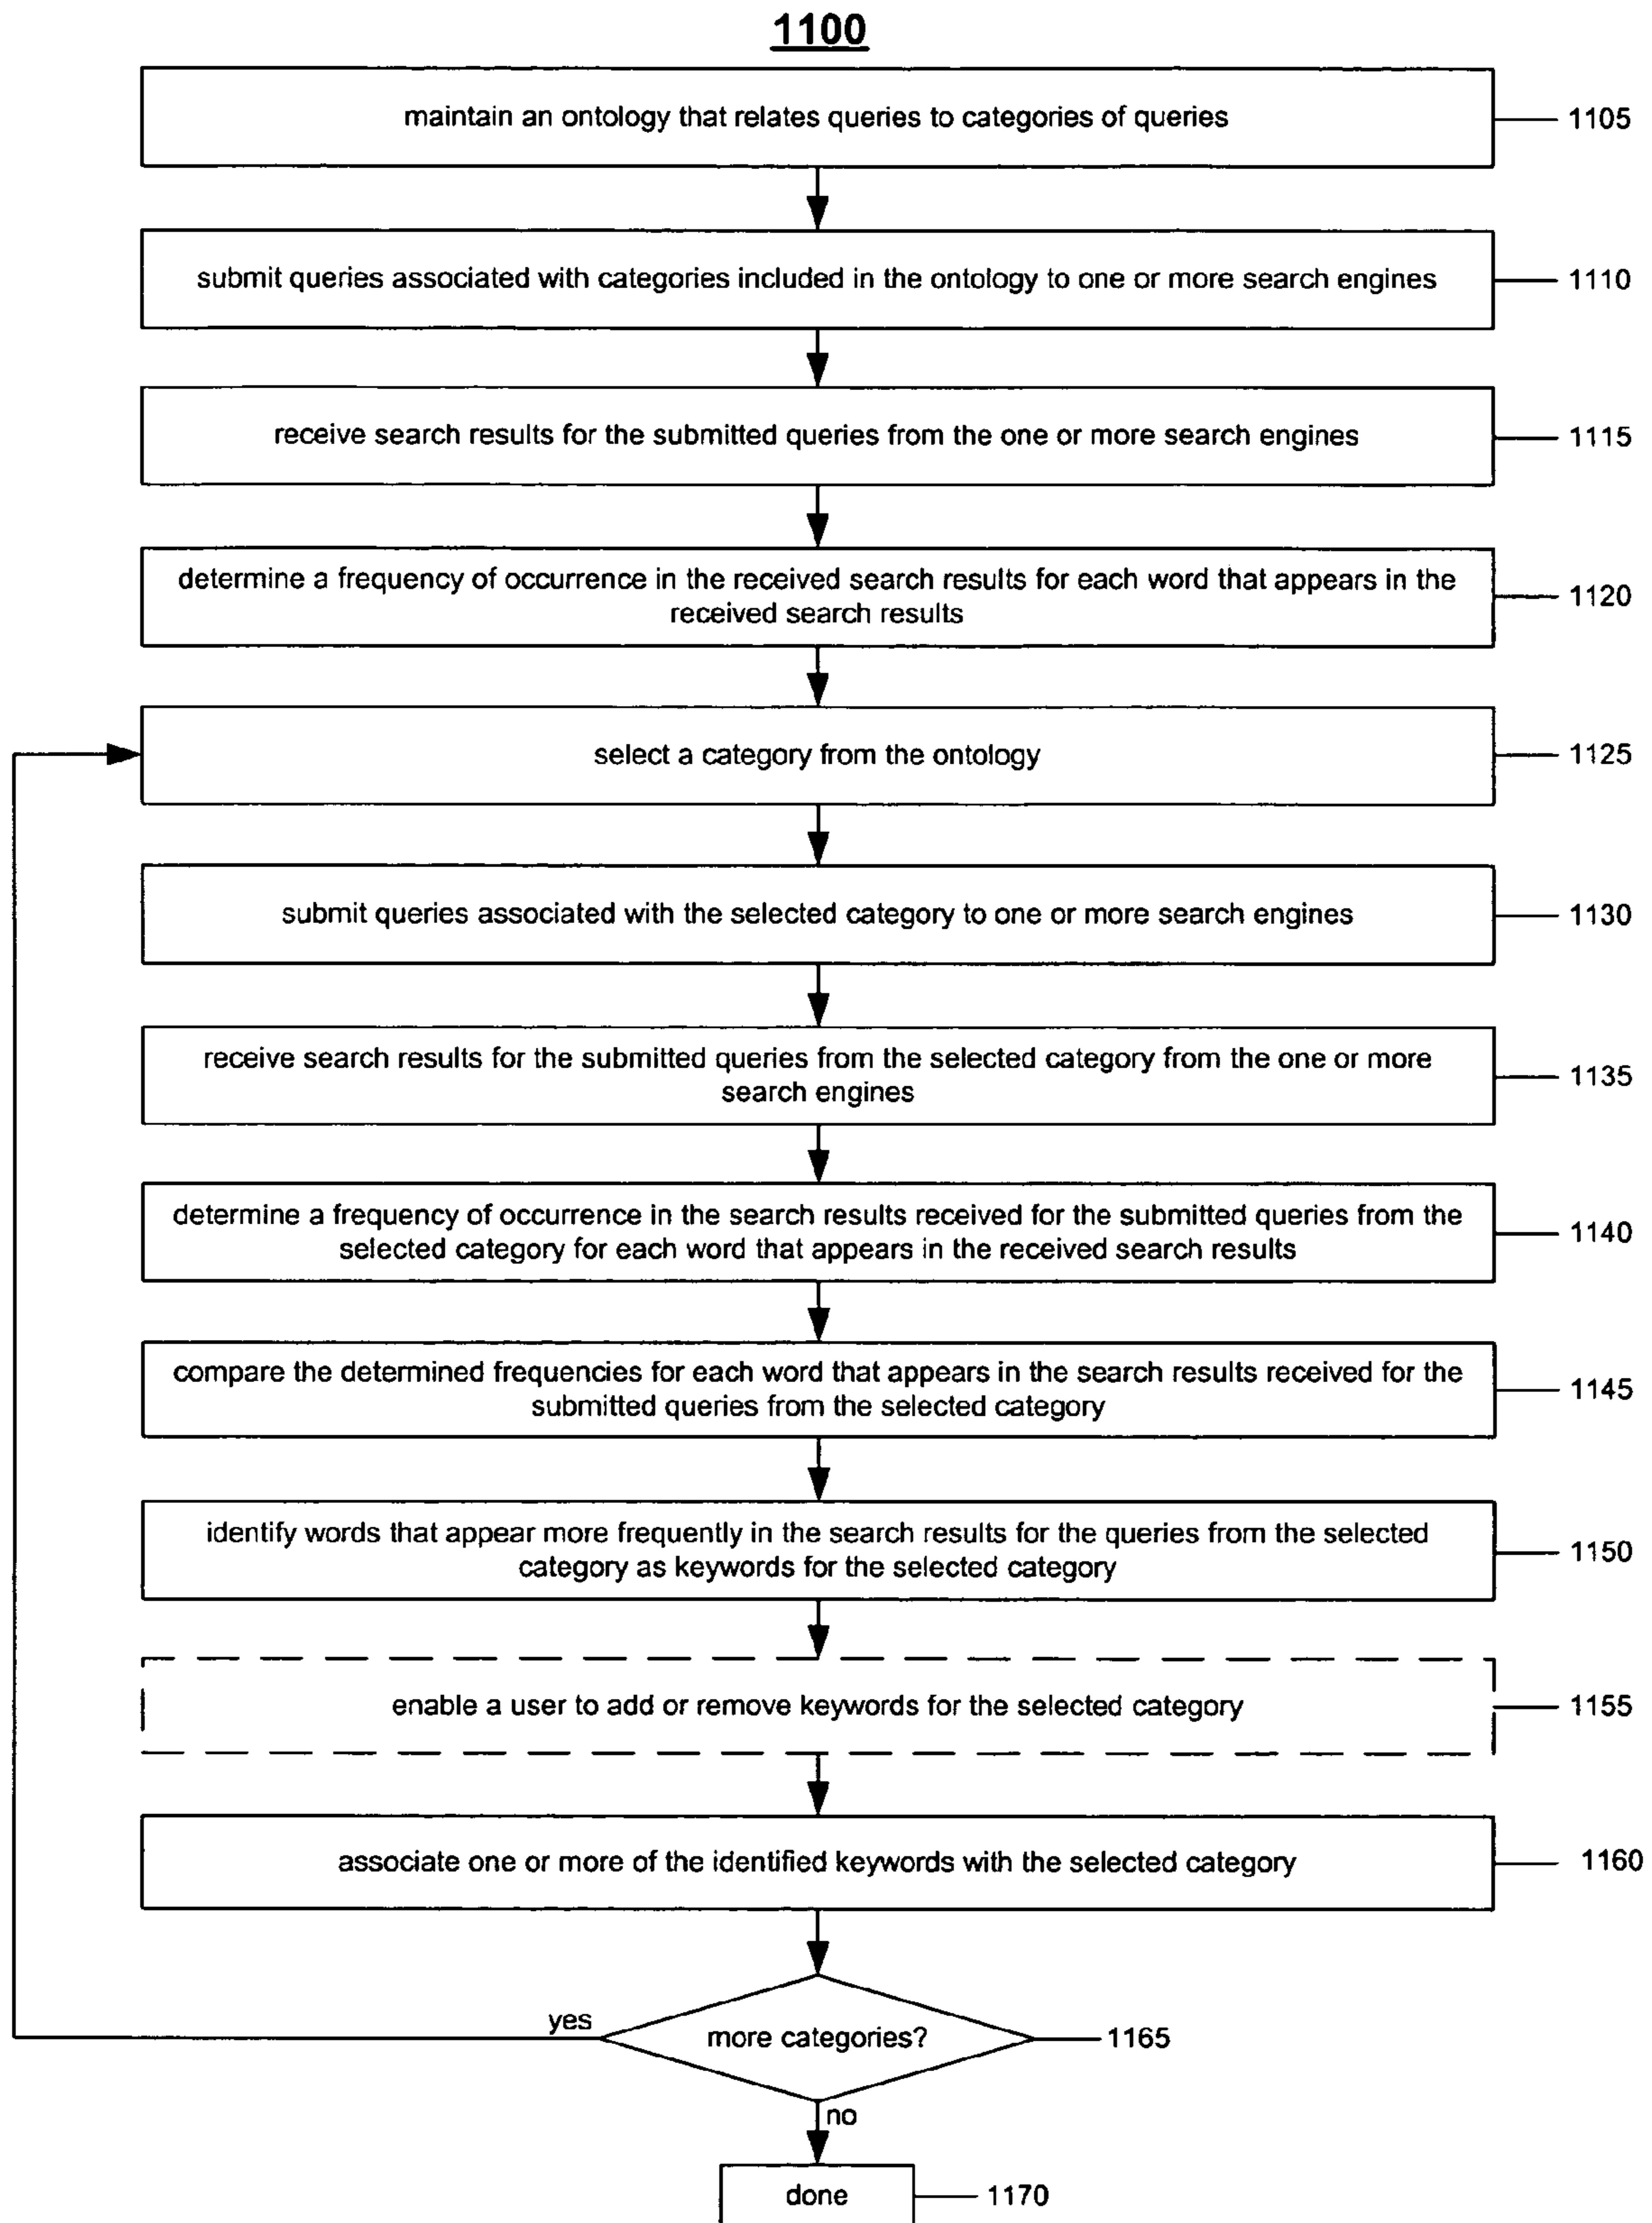 1100
maintain an ontology that relates queries to categories of queries
1105
submit queries associated with categories included in the ontology to one or more search engines
1110
receive search results for the submitted queries from the one or more search engines
1115
determine a frequency of occurrence in the received search results for each word that appears in the
received search results
1120
select a category from the ontology
1125
submit queries associated with the selected category to one or more search engines
1130
receive search results for the submitted queries from the selected category from the one or more
search engines
1135
determine a frequency of occurrence in the search results received for the submitted queries from the
selected category for each word that appears in the received search results
1140
compare the determined frequencies for each word that appears in the search results received for the
submitted queries from the selected category
1145
identify words that appear more frequently in the search results for the queries from the selected
category as keywords for the selected category
1150
enable a user to add or remove keywords for the selected category
1155
associate one or more of the identified keywords with the selected category
1160
yes
more categories?
1165
no
done
1170